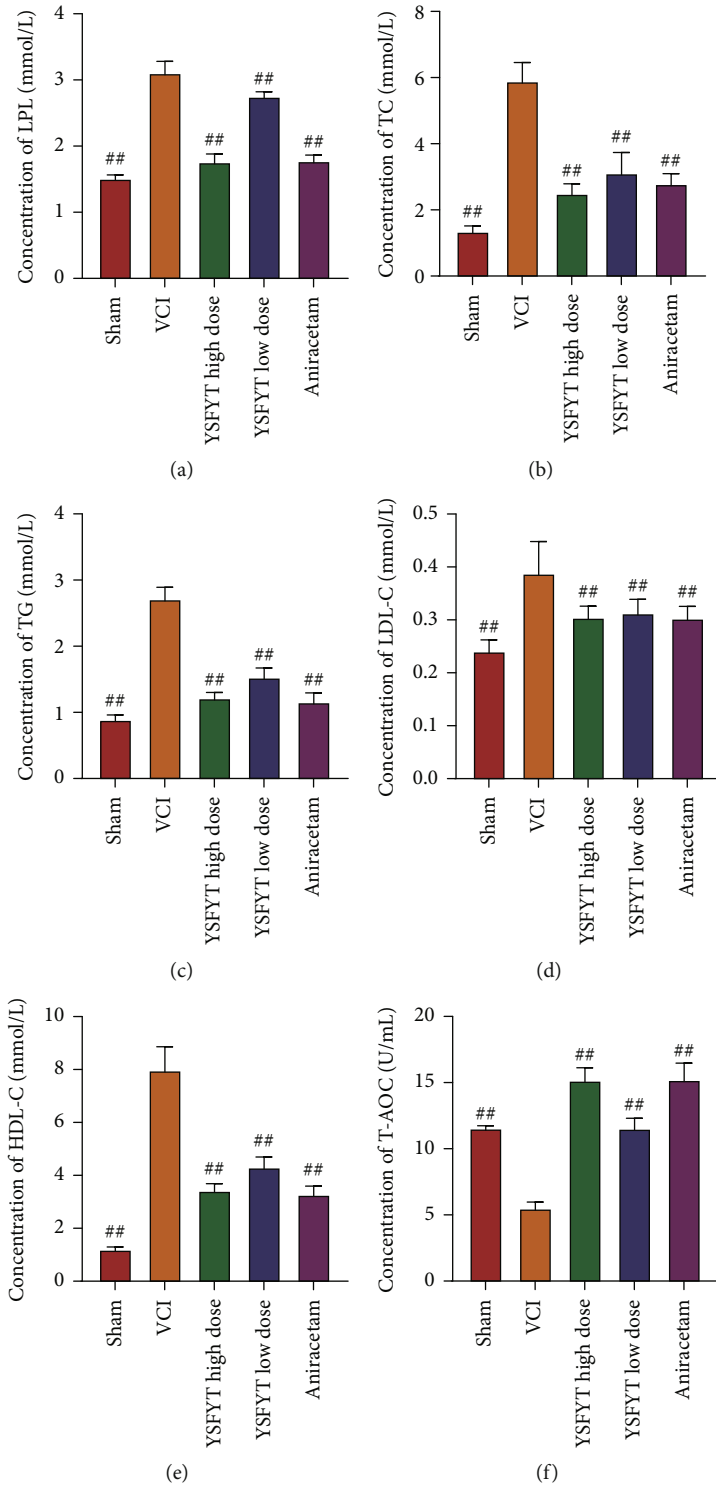 Concentration of LPL (mmol/L)
4
3
2
1
0
##
##
##
##
Sham
VCI
YSFYT high dose
YSFYT low dose
Aniracetam
(a)
Concentration of TC (mmol/L)
8
6
4
2
0
##
##
##
##
Sham
VCI
YSFYT high dose
YSFYT low dose
Aniracetam
(b)
Concentration of TG (mmol/L)
4
3
2
1
0
##
##
##
##
Sham
VCI
YSFYT high dose
YSFYT low dose
Aniracetam
(c)
Concentration of LDL-C (mmol/L)
0.5
0.4
0.3
0.2
0.1
0.0
##
##
##
##
Sham
VCI
YSFYT high dose
YSFYT low dose
Aniracetam
(d)
Concentration of HDL-C (mmol/L)
10
8
6
4
2
0
##
##
##
##
Sham
VCI
YSFYT high dose
YSFYT low dose
Aniracetam
(e)
Concentration of T-AOC (U/mL)
20
15
10
5
0
##
##
##
##
Sham
VCI
YSFYT high dose
YSFYT low dose
Aniracetam
(f)